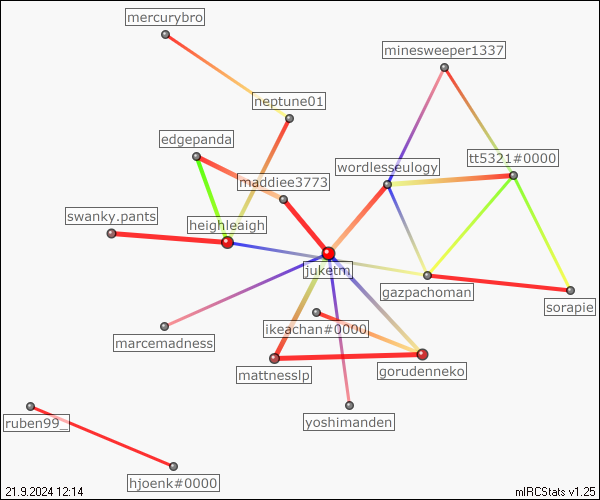 mercurybro
minesweeper1337
neptune01
edgepanda
tt5321#0000
wordlesseulogy
maddiee3773
swanky.pants
heighleaigh
juketm
gazpachoman
sorapie
ikeachan#0000
marcemadness
gorudenneko
mattnesslp
yoshimanden
ruben99_
hjoenk#0000
21.9.2024 12:14
mIRCStats v1.25